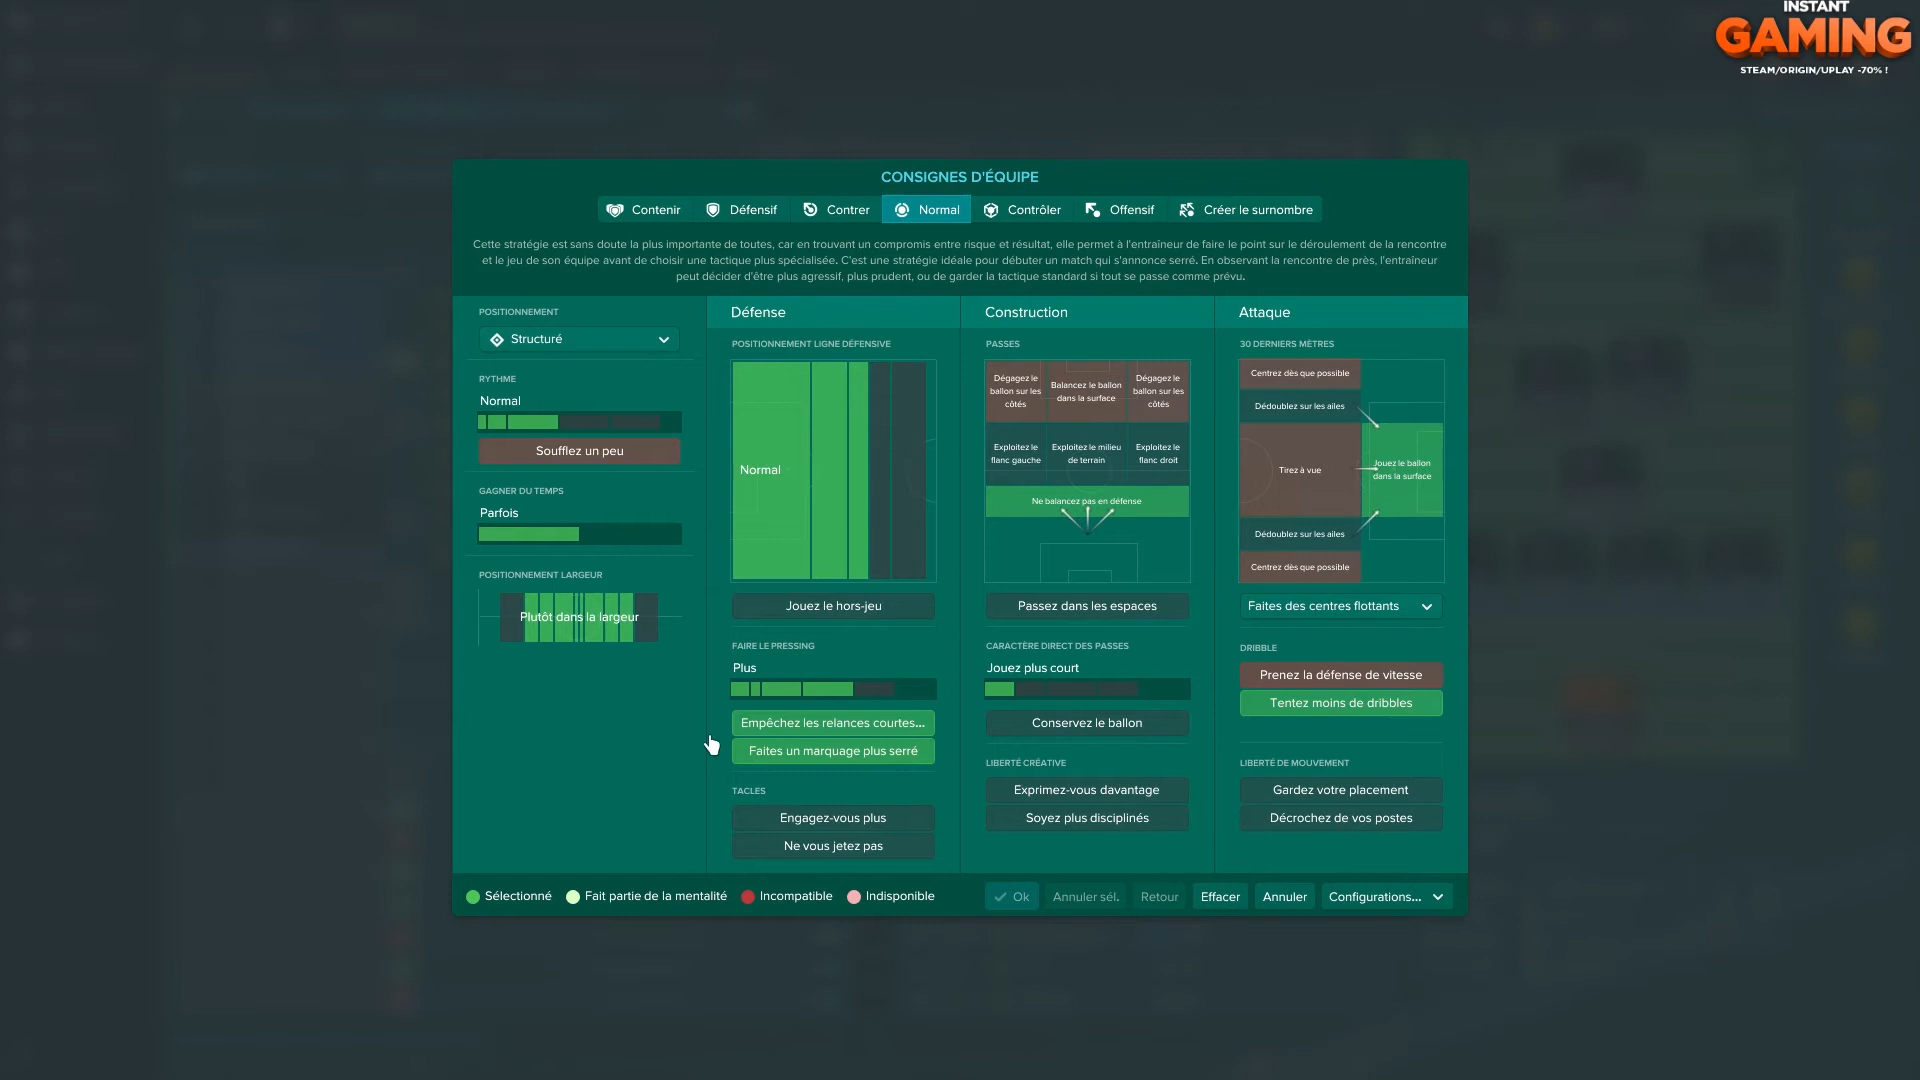 INSTANT
GAMING
STEAM/ORIGIN/UPLAY -70% !
CONSIGNES D'ÉQUIPE
Contenir
Défensif
Contrer
Normal
Contrôler
Offensif
Créer le surnombre
Cette stratégie est sans doute la plus importante de toutes, car en trouvant un compromis entre risque et résultat, elle permet à l'entraîneur de faire le point sur le déroulement de la rencontre
et le jeu de son équipe avant de choisir une tactique plus spécialisée. C'est une stratégie idéale pour débuter un match qui s'annonce serré. En observant la rencontre de près, l'entraîneur
peut décider d'être plus agressif, plus prudent, ou de garder la tactique standard si tout se passe comme prévu.
POSITIONNEMENT
Structuré
RYTHME
Normal
Soufflez un peu
GAGNER DU TEMPS
Parfois
POSITIONNEMENT LARGEUR
Plutôt dans la largeur
Défense
POSITIONNEMENT LIGNE DÉFENSIVE
Normal
Jouez le hors-jeu
FAIRE LE PRESSING
Plus
Empêchez les relances courtes...
Faites un marquage plus serré
TACLES
Engagez-vous plus
Ne vous jetez pas
Construction
PASSES
Dégagez le
ballon sur les
côtés
Balancez le ballon
dans la surface
Dégagez le
ballon sur les
côtés
Exploitez le
flanc gauche
Exploitez le milieu
de terrain
Exploitez le
flanc droit
Ne balancez pas en défense
Passez dans les espaces
CARACTÈRE DIRECT DES PASSES
Jouez plus court
Conservez le ballon
LIBERTÉ CRÉATIVE
Exprimez-vous davantage
Soyez plus disciplinés
Attaque
30 DERNIERS MÈTRES
Centrez dès que possible
Dédoublez sur les ailes
Tirez à vue
Jouez le ballon
dans la surface
Dédoublez sur les ailes
Centrez dès que possible
Faites des centres flottants
DRIBBLE
Prenez la défense de vitesse
Tentez moins de dribbles
LIBERTÉ DE MOUVEMENT
Gardez votre placement
Décrochez de vos postes
Sélectionné
Fait partie de la mentalité
Incompatible
Indisponible
Ok
Annuler sél.
Retour
Effacer
Annuler
Configurations...